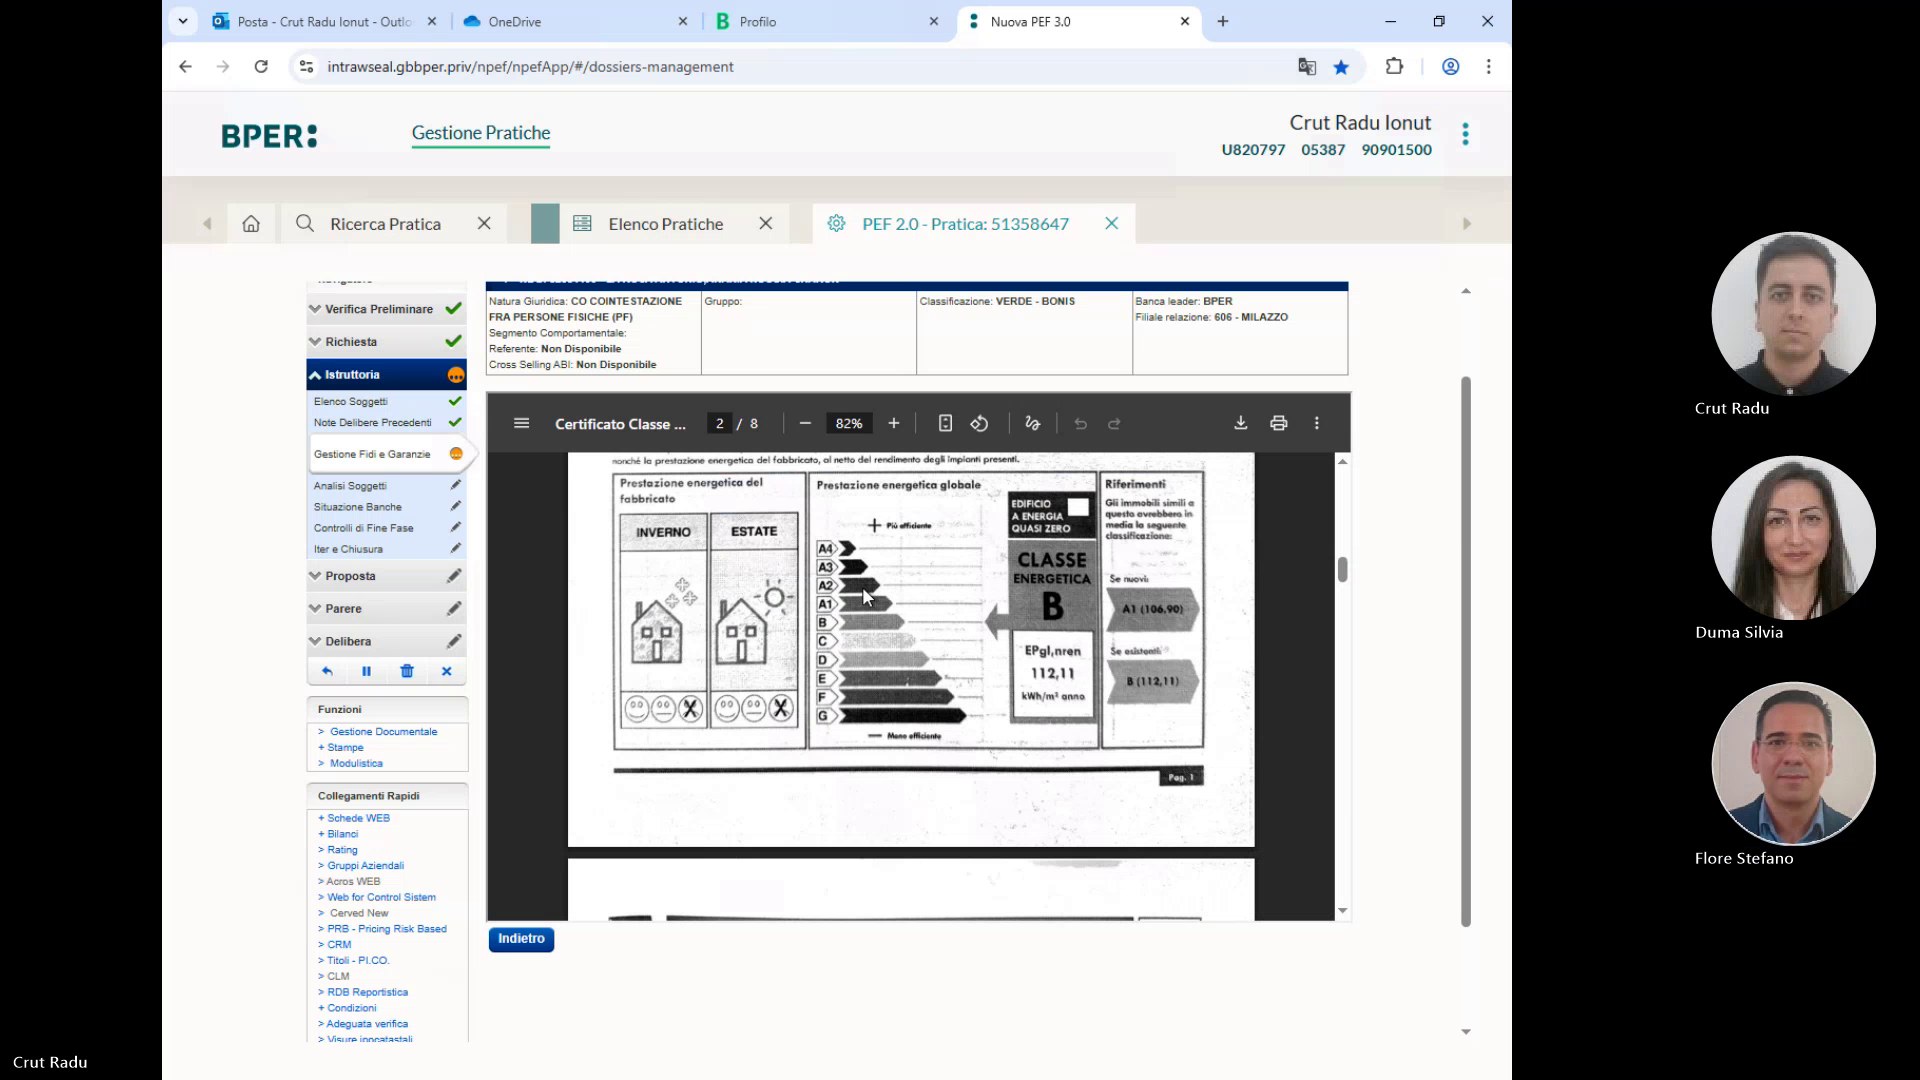 Posta - Crut Radu Ionut - Outlo
OneDrive
Profilo
Nuova PEF 3.0
intrawseal.gbbper.priv/npef/npefApp/#/dossiers-management
BPER:
Gestione Pratiche
Crut Radu Ionut
U820797 05387 90901500
Ricerca Pratica
Elenco Pratiche
PEF 2.0 - Pratica: 51358647
Verifica Preliminare
Richiesta
Istruttoria
Elenco Soggetti
Note Delibere Precedenti
Gestione Fidi e Garanzie
Analisi Soggetti
Situazione Banche
Controlli di Fine Fase
Iter e Chiusura
Proposta
Parere
Delibera
Funzioni
> Gestione Documentale
+ Stampe
> Modulistica
Collegamenti Rapidi
+ Schede WEB
+ Bilanci
> Rating
> Gruppi Aziendali
> Acros WEB
> Web for Control Sistem
> Cerved New
> PRB - Pricing Risk Based
> CRM
> Titoli - PI.CO.
> CLM
> RDB Reportistica
+ Condizioni
> Adeguata verifica
> Visure ipocatastali
Natura Giuridica: CO COINTESTAZIONE
FRA PERSONE FISICHE (PF)
Segmento Comportamentale:
Referente: Non Disponibile
Cross Selling ABI: Non Disponibile
Gruppo:
Classificazione: VERDE - BONIS
Banca leader: BPER
Filiale relazione: 606 - MILAZZO
Certificato Classe ...
2 / 8
82%
nonché la prestazione energetica del fabbricato, al netto del rendimento degli impianti presenti.
Prestazione energetica del
fabbricato
INVERNO
ESTATE
Prestazione energetica globale
+ Più efficiente
A4
A3
A2
A1
B
C
D
E
F
G
— Meno efficiente
EDIFICIO
A ENERGIA
QUASI ZERO
CLASSE
ENERGETICA
B
EPgl,nren
112,11
kWh/m² anno
Riferimenti
Gli immobili simili a
questo avrebbero in
media la seguente
classificazione:
Se nuovi:
A1 (106,90)
Se esistenti:
B (112,11)
Pag. 1
Indietro
Crut Radu
Duma Silvia
Flore Stefano
Crut Radu